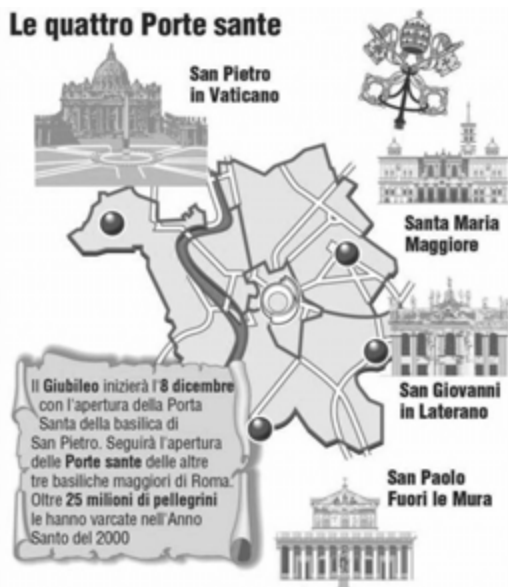 Le quattro Porte sante
San Pietro
in Vaticano
Santa Maria
Maggiore
San Giovanni
in Laterano
San Paolo
Fuori le Mura
Il Giubileo inizierà l'8 dicembre
con l'apertura della Porta
Santa della basilica di
San Pietro. Seguirà l'apertura
delle Porte sante delle altre
tre basiliche maggiori di Roma.
Oltre 25 milioni di pellegrini
le hanno varcate nell'Anno
Santo del 2000